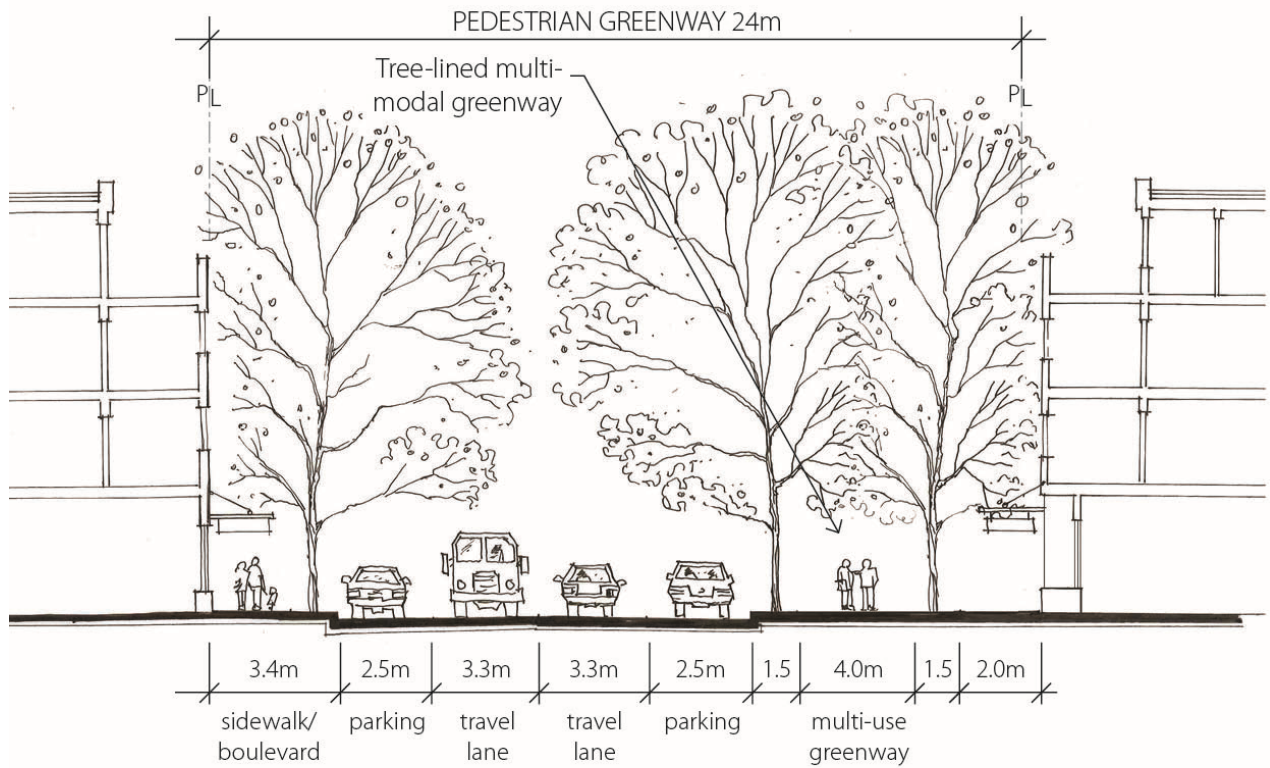 PEDESTRIAN GREENWAY 24m
Tree-lined multi-
modal greenway
PL
PL
3.4m
2.5m
3.3m
3.3m
2.5m
1.5
4.0m
1.5
2.0m
sidewalk/
boulevard
parking
travel
lane
travel
lane
parking
multi-use
greenway